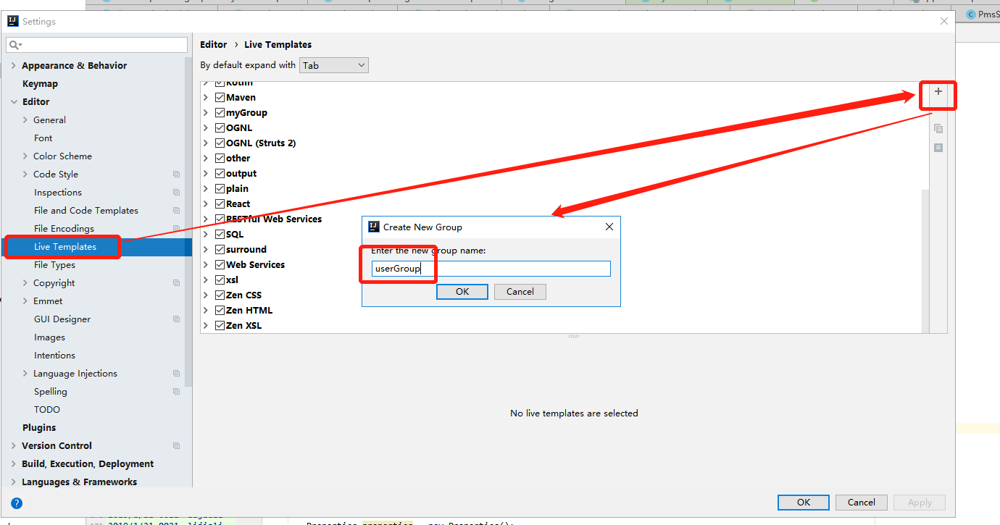 PmsS
Settings
Editor › Live Templates
By default expand with Tab
Appearance & Behavior
Keymap
Editor
General
Font
Color Scheme
Code Style
Inspections
File and Code Templates
File Encodings
Live Templates
File Types
Copyright
Emmet
GUI Designer
Images
Intentions
Language Injections
Spelling
TODO
Plugins
Version Control
Build, Execution, Deployment
Languages & Frameworks
Kotlin
Maven
myGroup
OGNL
OGNL (Struts 2)
other
output
plain
React
RESTful Web Services
SQL
surround
Web Services
xsl
Zen CSS
Zen HTML
Zen XSL
Create New Group
Enter the new group name:
userGroup
OK
Cancel
No live templates are selected
OK
Cancel
Apply